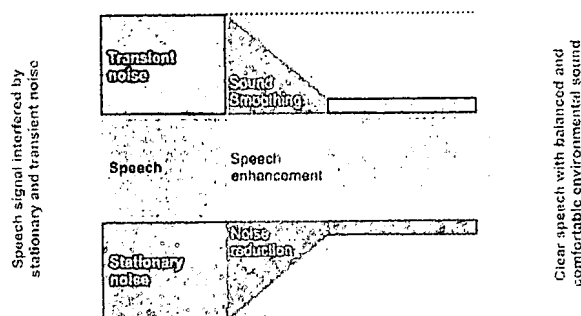 Speech signal interfered by
stationary and transient noise
Transient
noise
Sound
Smoothing
Speech
Speech
enhancement
Noise
reduction
Stationary
noise
Clear speech with balanced and
comfortable environmental sound